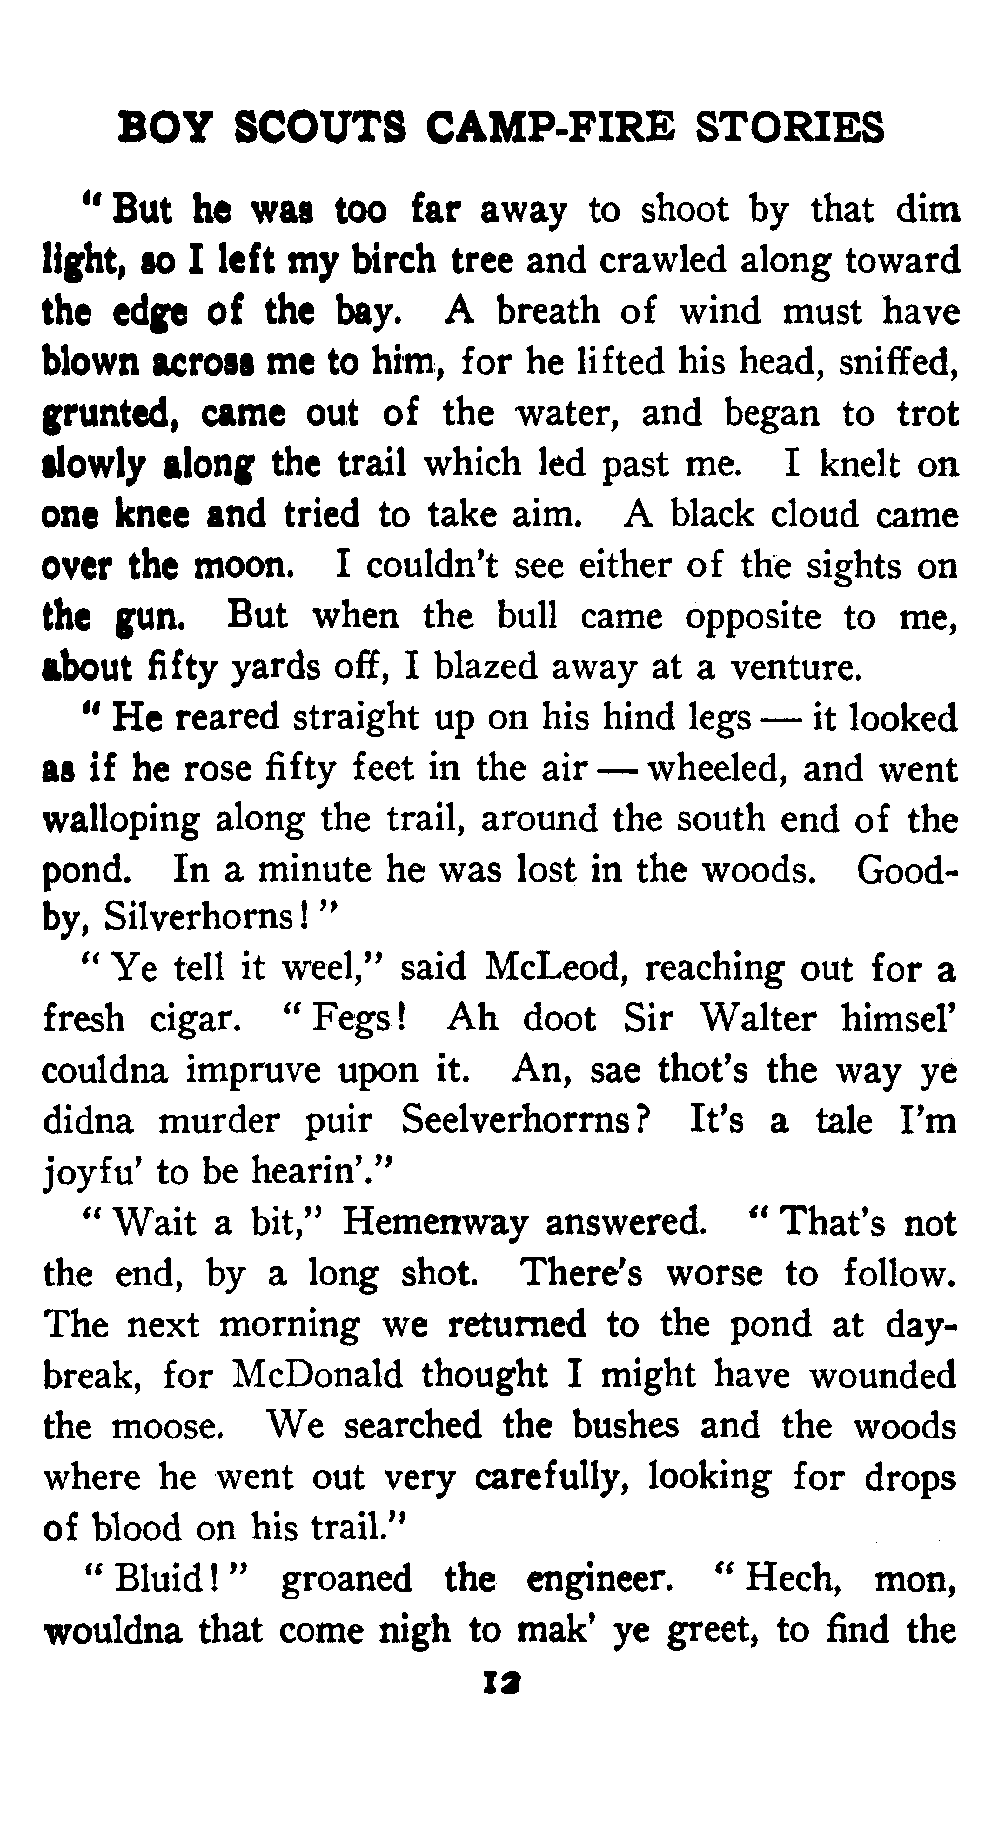 BOY SCOUTS CAMP-FIRE STORIES
"But he was too far away to shoot by that dim
light, so I left my birch tree and crawled along toward
the edge of the bay. A breath of wind must have
blown across me to him, for he lifted his head, sniffed,
grunted, came out of the water, and began to trot
slowly along the trail which led past me. I knelt on
one knee and tried to take aim. A black cloud came
over the moon. I couldn't see either of the sights on
the gun. But when the bull came opposite to me,
about fifty yards off, I blazed away at a venture.
"He reared straight up on his hind legs — it looked
as if he rose fifty feet in the air — wheeled, and went
walloping along the trail, around the south end of the
pond. In a minute he was lost in the woods. Good-
by, Silverhorns!"
"Ye tell it weel," said McLeod, reaching out for a
fresh cigar. "Fegs! Ah doot Sir Walter himsel'
couldna impruve upon it. An, sae thot's the way ye
didna murder puir Seelverhorrns? It's a tale I'm
joyfu' to be hearin'."
"Wait a bit," Hemenway answered. "That's not
the end, by a long shot. There's worse to follow.
The next morning we returned to the pond at day-
break, for McDonald thought I might have wounded
the moose. We searched the bushes and the woods
where he went out very carefully, looking for drops
of blood on his trail."
"Bluid!" groaned the engineer. "Hech, mon,
wouldna that come nigh to mak' ye greet, to find the
12